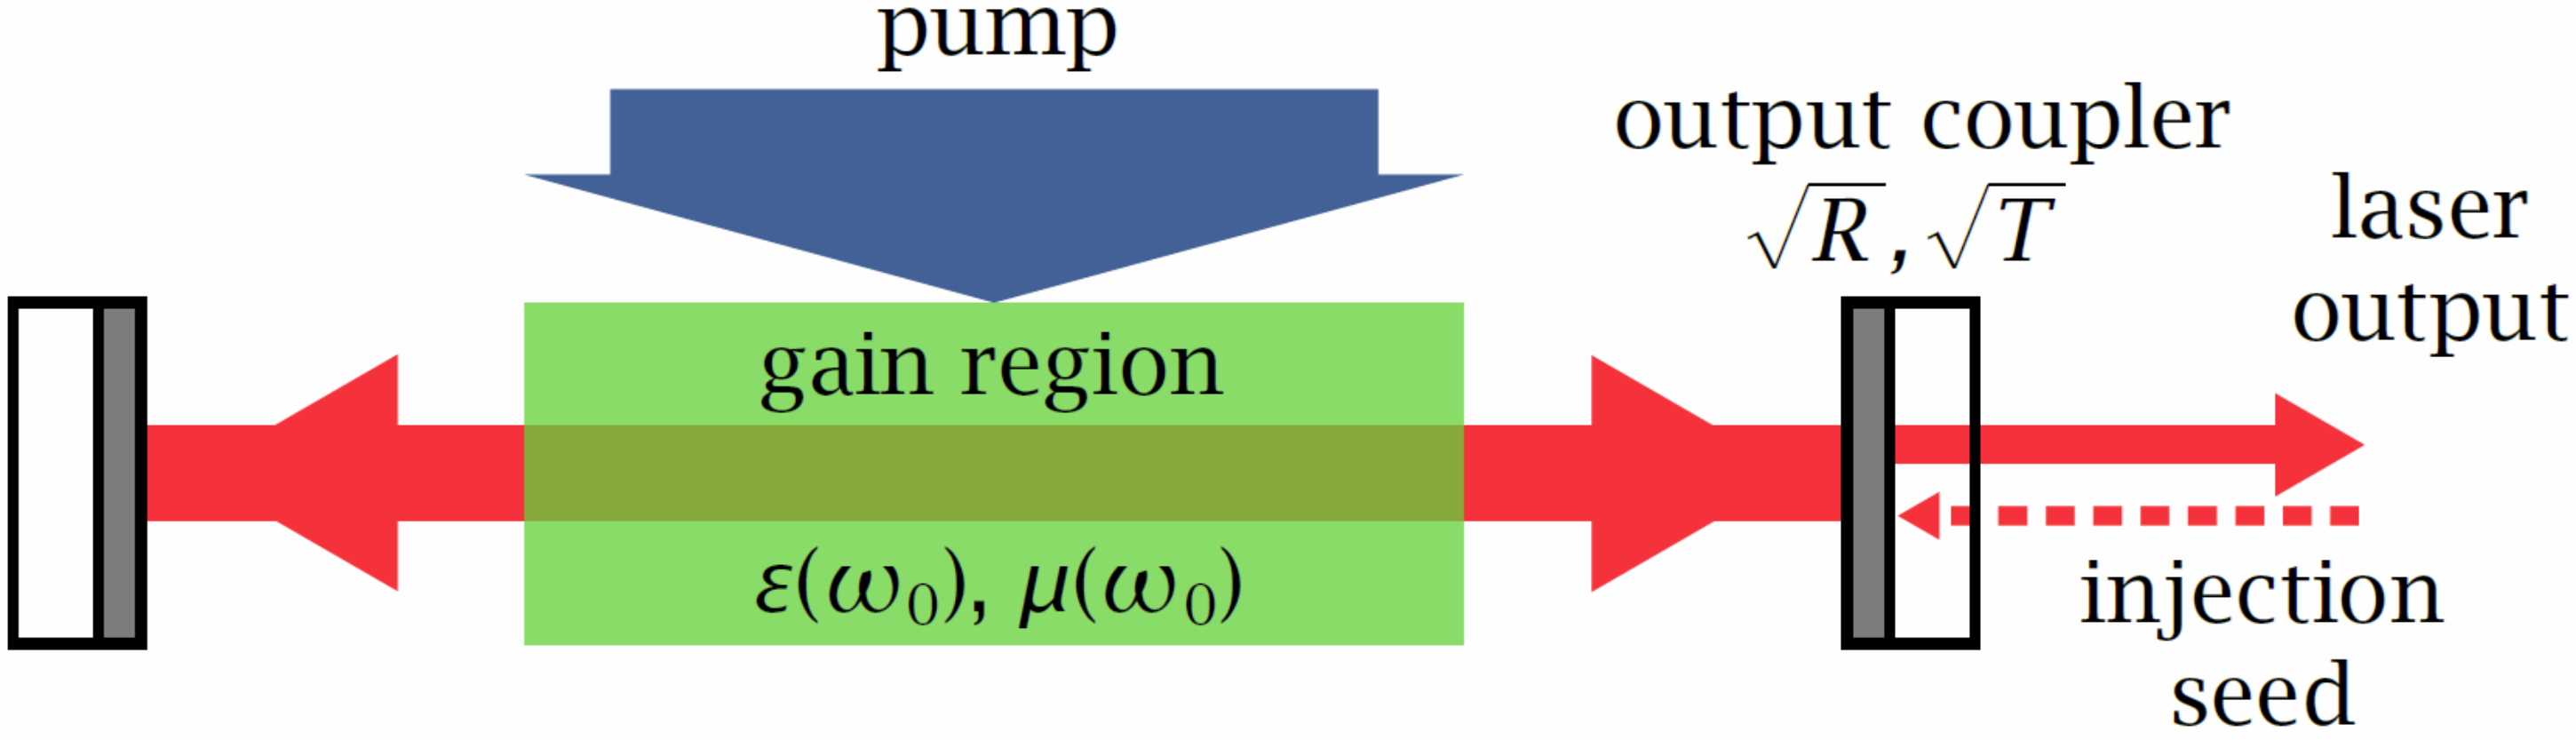 pump
output coupler
√R, √T
laser
output
gain region
ε(ω₀), μ(ω₀)
injection
seed